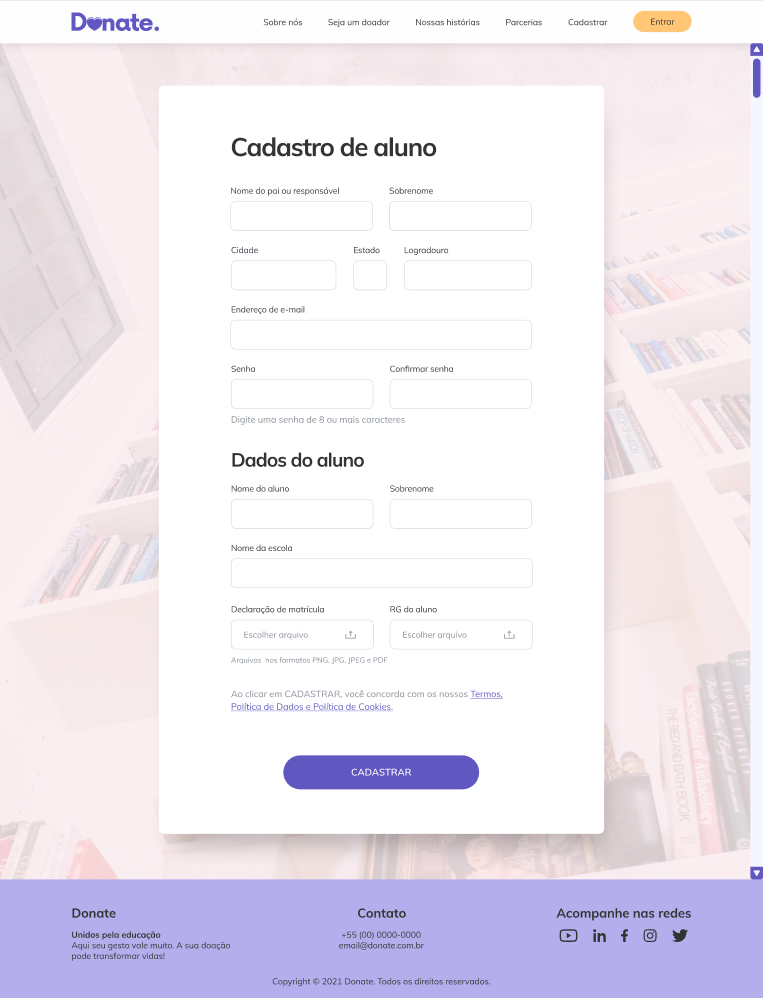 Donate.
Sobre nós
Seja um doador
Nossas histórias
Parcerias
Cadastrar
Entrar
Cadastro de aluno
Nome do pai ou responsável
Sobrenome
Cidade
Estado
Logradouro
Endereço de e-mail
Senha
Confirmar senha
Digite uma senha de 8 ou mais caracteres
Dados do aluno
Nome do aluno
Sobrenome
Nome da escola
Declaração de matrícula
RG do aluno
Escolher arquivo
Escolher arquivo
Arquivos nos formatos PNG, JPG, JPEG e PDF
Ao clicar em CADASTRAR, você concorda com os nossos Termos,
Política de Dados e Política de Cookies.
CADASTRAR
THE BED AND BATH BOOK
Donate
Unidos pela educação
Aqui seu gesto vale muito. A sua doação
pode transformar vidas!
Contato
+55 (00) 0000-0000
email@donate.com.br
Acompanhe nas redes
Copyright © 2021 Donate. Todos os direitos reservados.